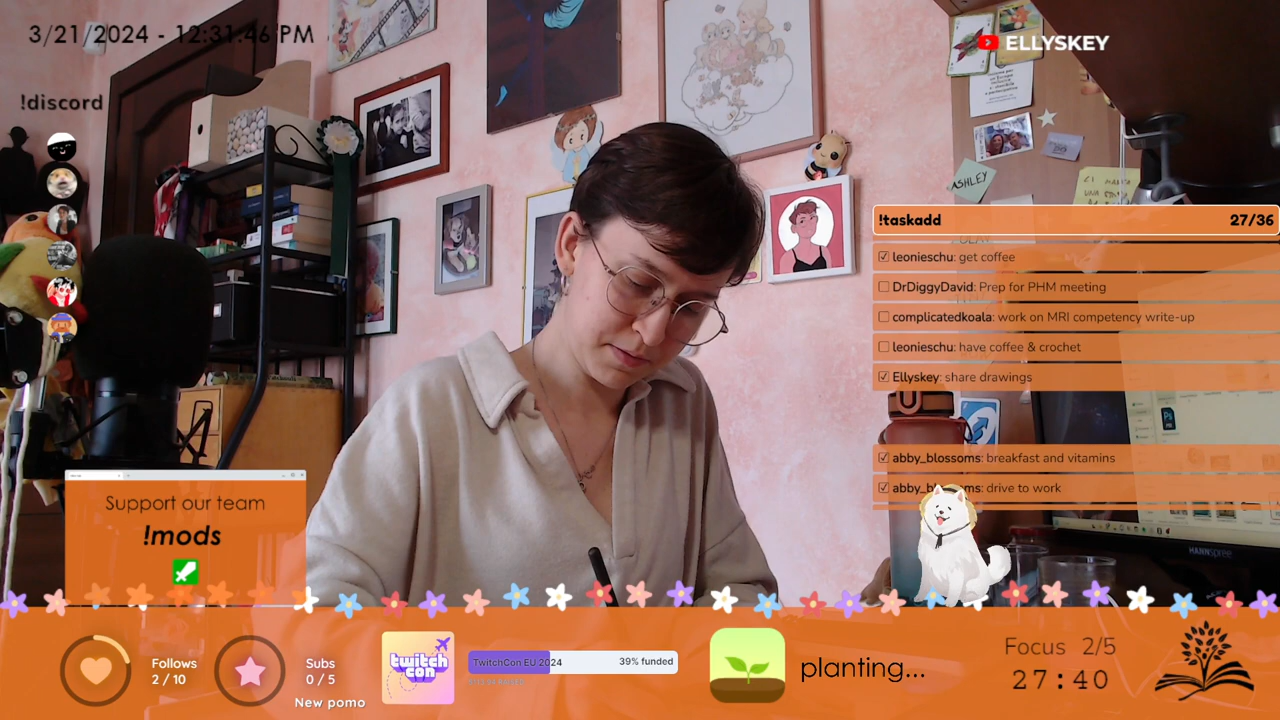 3/21/2024 - 12:31:46 PM
ELLYSKEY
!discord
ASHLEY
!taskadd 27/36
leonieschu: get coffee
DrDiggyDavid: Prep for PHM meeting
complicatedkoala: work on MRI competency write-up
leonieschu: have coffee & crochet
Ellyskey: share drawings
abby_blossoms: breakfast and vitamins
drive to work
Ps
HANNspree
Support our team
!mods
Follows
2 / 10
Subs
0 / 5
New pomo
twitch
con
TwitchCon EU 2024 39% funded
planting...
Focus 2/5
27:40